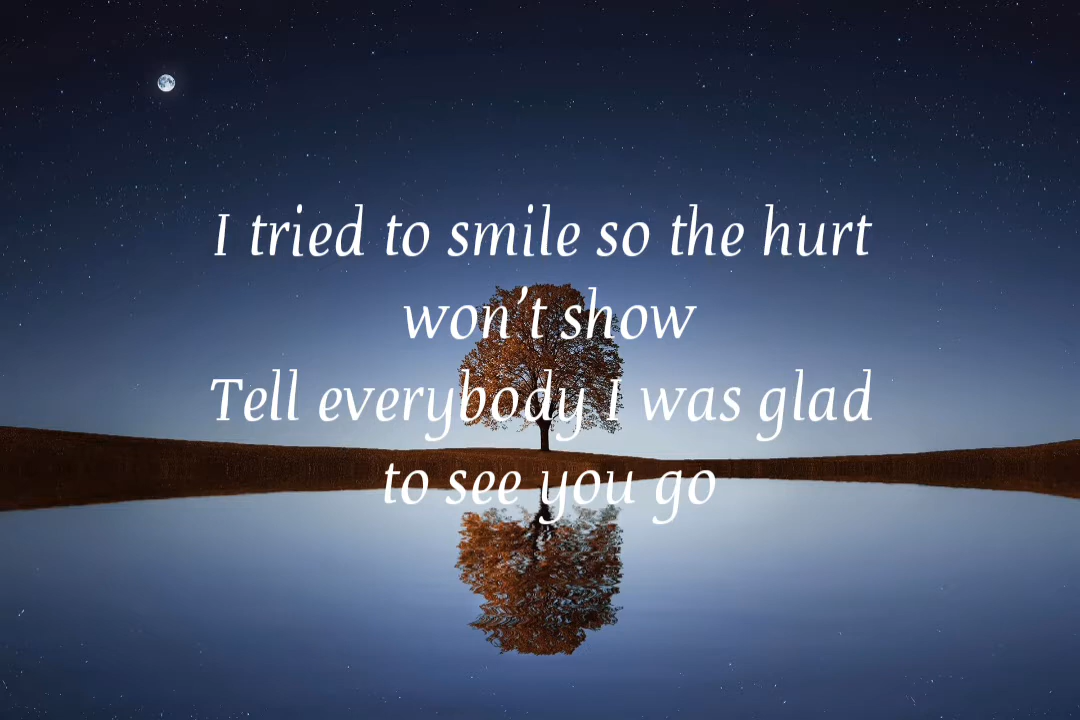 I tried to smile so the hurt
won’t show
Tell everybody I was glad
to see you go